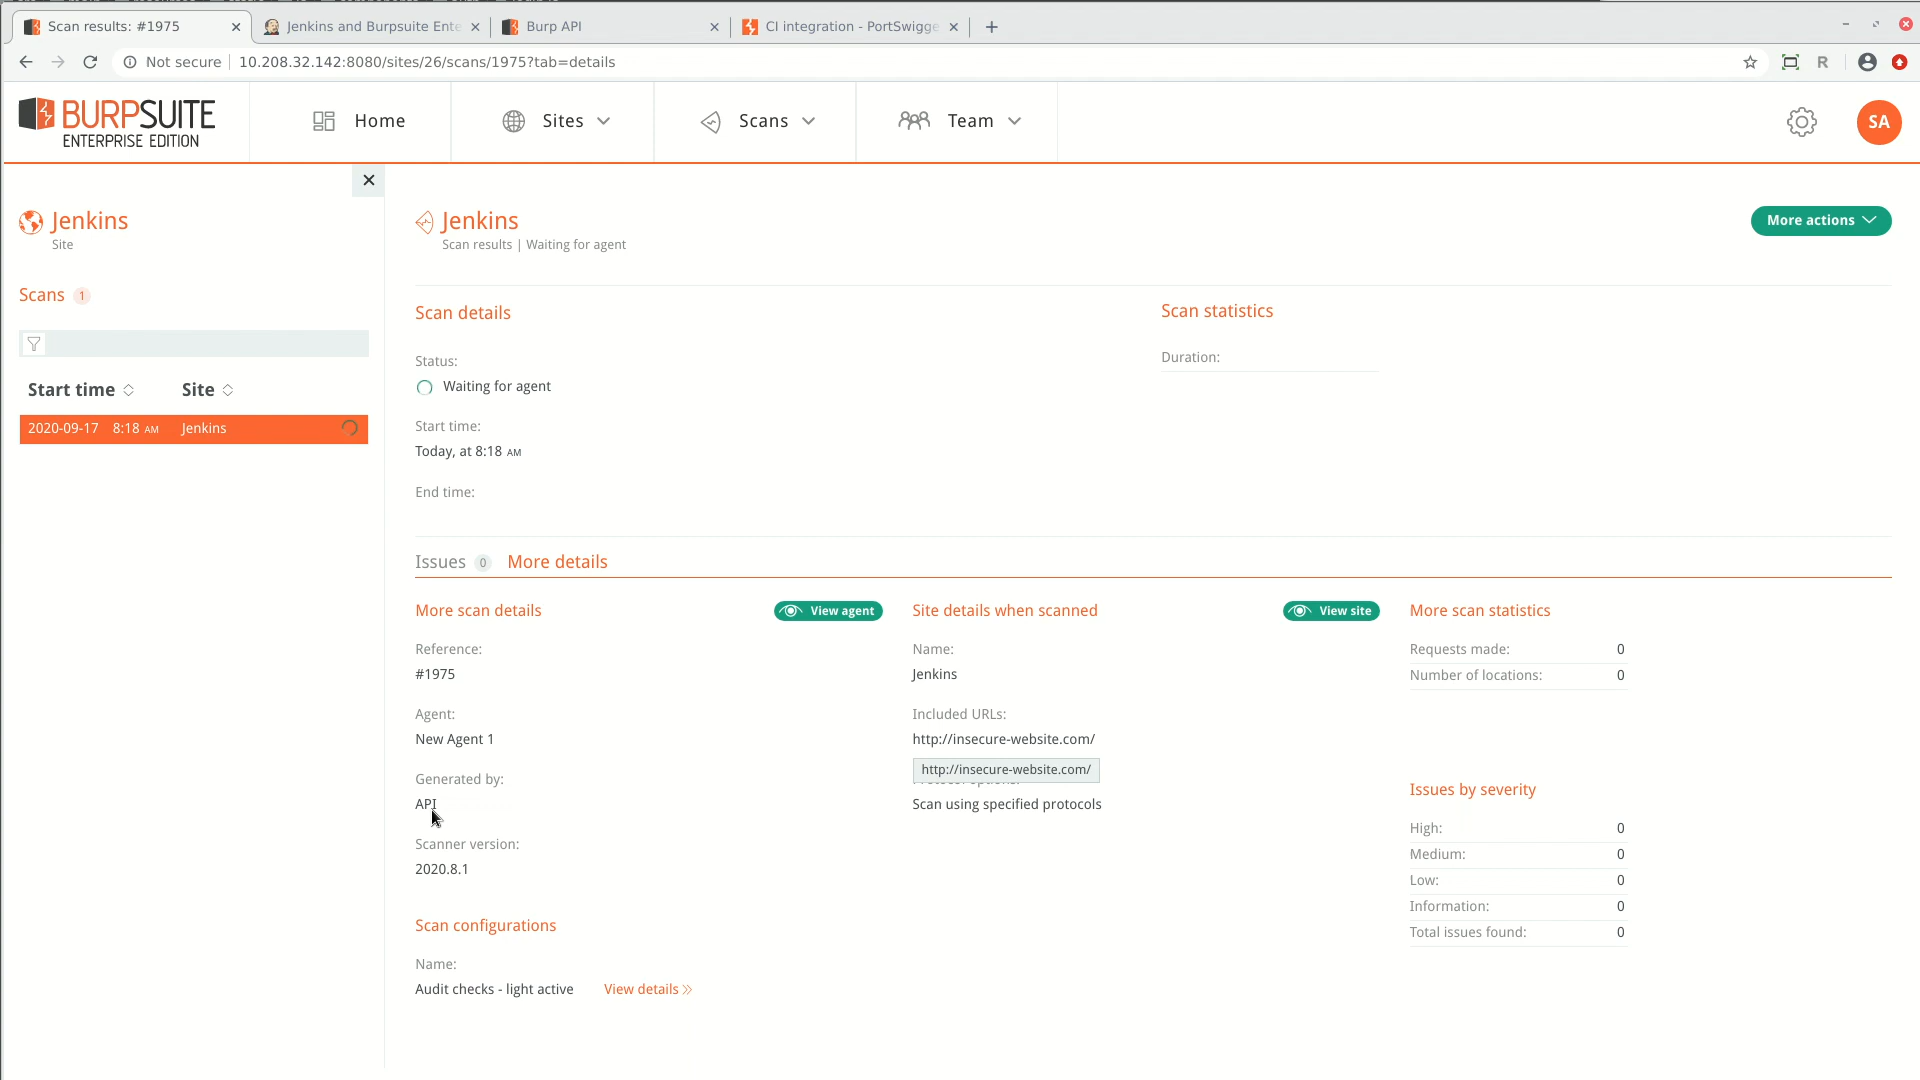 Scan results: #1975
Jenkins and Burpsuite Ente
Burp API
CI integration - PortSwigge
Not secure
10.208.32.142:8080/sites/26/scans/1975?tab=details
R
BURPSUITE
ENTERPRISE EDITION
Home
Sites
Scans
Team
SA
Jenkins
Site
Scans 1
Start time
Site
2020-09-17 8:18 AM Jenkins
Jenkins
Scan results | Waiting for agent
More actions
Scan details
Status:
Waiting for agent
Start time:
Today, at 8:18 AM
End time:
Scan statistics
Duration:
Issues 0
More details
More scan details
View agent
Reference:
#1975
Agent:
New Agent 1
Generated by:
API
Scanner version:
2020.8.1
Scan configurations
Name:
Audit checks - light active
View details
Site details when scanned
View site
Name:
Jenkins
Included URLs:
http://insecure-website.com/
http://insecure-website.com/
Scan using specified protocols
More scan statistics
Requests made: 0
Number of locations: 0
Issues by severity
High: 0
Medium: 0
Low: 0
Information: 0
Total issues found: 0